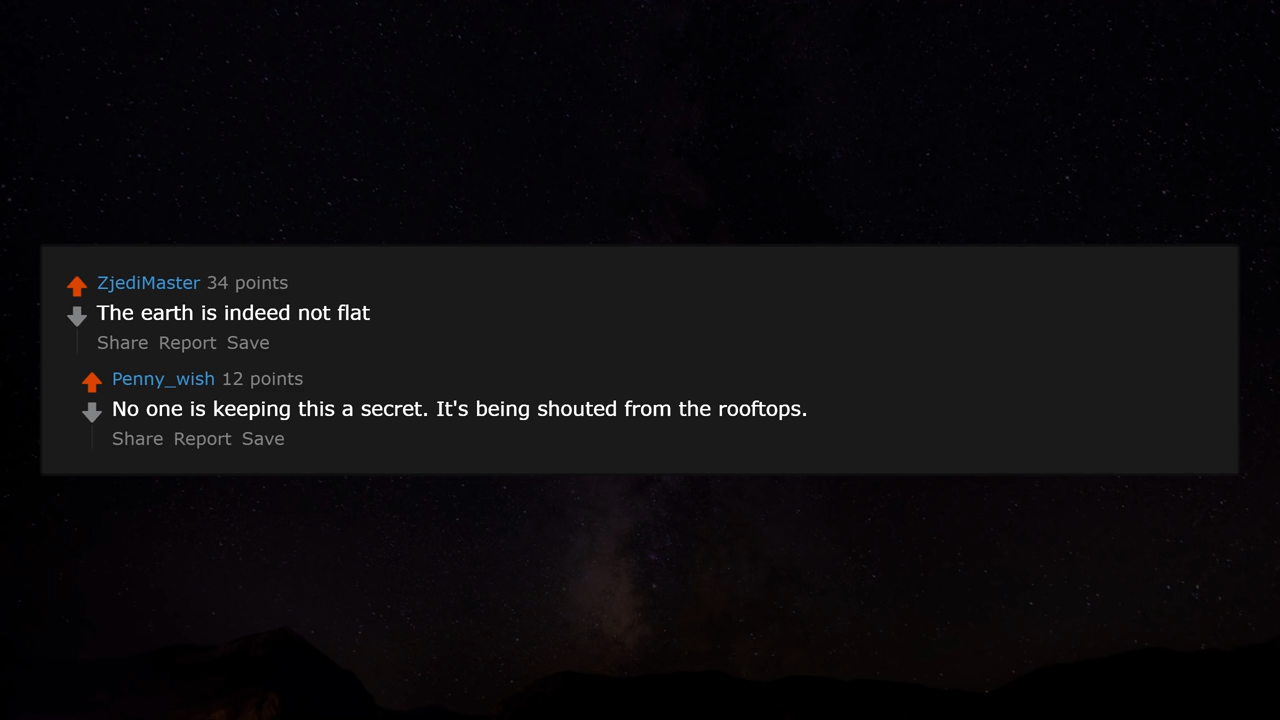 ZjediMaster 34 points
The earth is indeed not flat
Share Report Save
Penny_wish 12 points
No one is keeping this a secret. It's being shouted from the rooftops.
Share Report Save